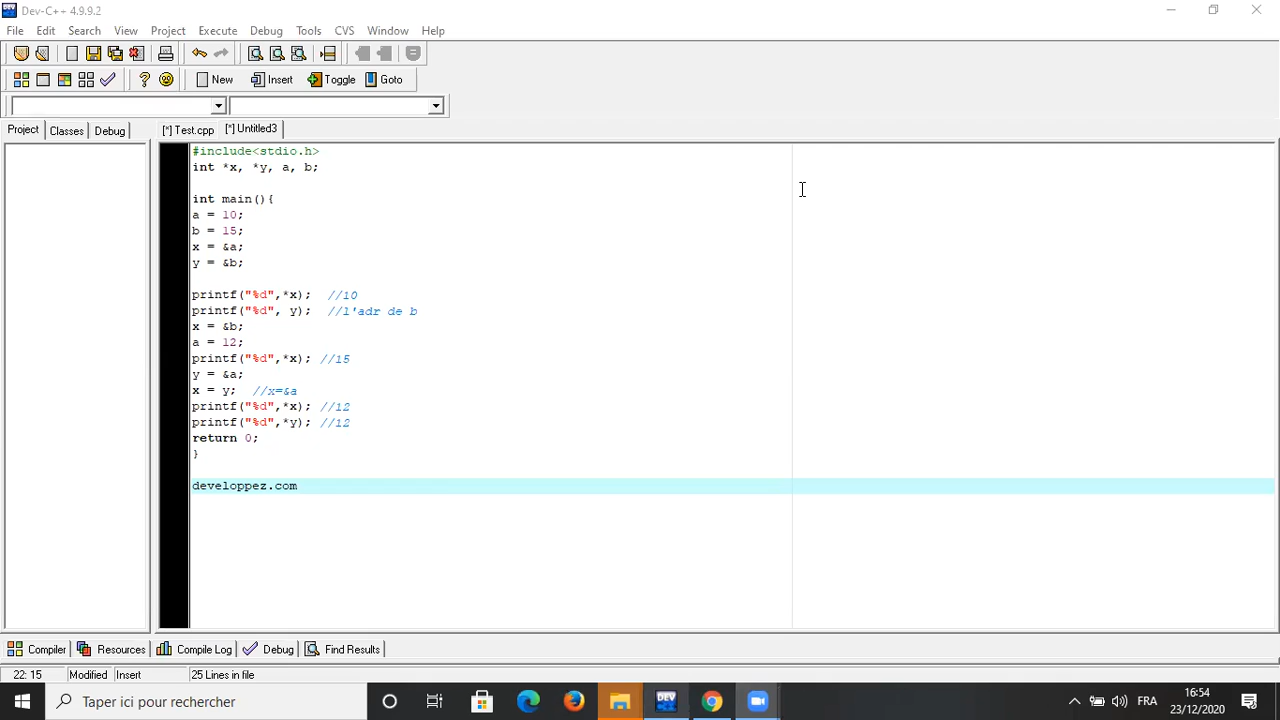 Dev-C++ 4.9.9.2
File Edit Search View Project Execute Debug Tools CVS Window Help
New Insert Toggle Goto
Project Classes Debug [*] Test.cpp [*] Untitled3
#include<stdio.h>
int *x, *y, a, b;
int main(){
a = 10;
b = 15;
x = &a;
y = &b;
printf("%d",*x); //10
printf("%d", y); //l'adr de b
x = &b;
a = 12;
printf("%d",*x); //15
y = &a;
x = y; //x=&a
printf("%d",*x); //12
printf("%d",*y); //12
return 0;
}
developpez.com
Compiler Resources Compile Log Debug Find Results
22: 15 Modified Insert 25 Lines in file
Taper ici pour rechercher DEV FRA 16:54
23/12/2020